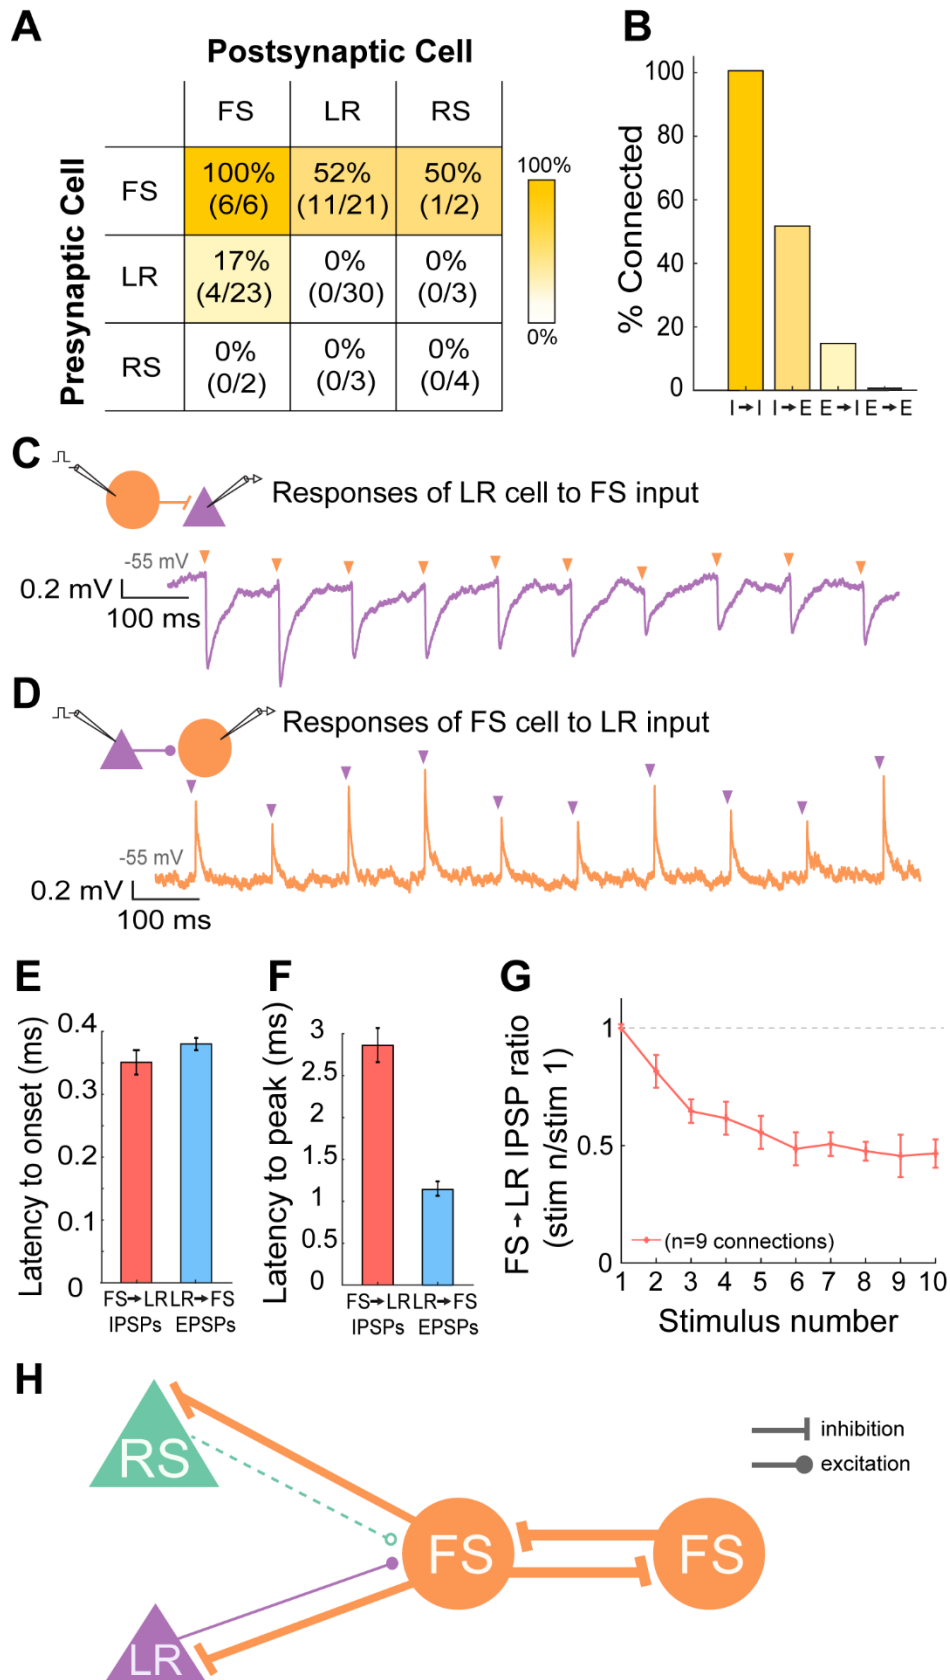 A
B
Postsynaptic Cell
Presynaptic Cell
FS LR RS
FS 100% 52% 50%
(6/6) (11/21) (1/2)
LR 17% 0% 0%
(4/23) (0/30) (0/3)
RS 0% 0% 0%
(0/2) (0/3) (0/4)
100%
0%
% Connected
100
80
60
40
20
0
I→I I→E E→I E→E
C
Responses of LR cell to FS input
-55 mV
0.2 mV
100 ms
D
Responses of FS cell to LR input
-55 mV
0.2 mV
100 ms
E
Latency to onset (ms)
0.4
0.3
0.2
0.1
0
FS→LR LR→FS
IPSPs EPSPs
F
Latency to peak (ms)
3
2.5
2
1.5
1
0.5
0
FS→LR LR→FS
IPSPs EPSPs
G
FS→LR IPSP ratio
(stim n/stim 1)
1
0.5
0
(n=9 connections)
1 2 3 4 5 6 7 8 9 10
Stimulus number
H
RS
inhibition
excitation
FS
FS
LR